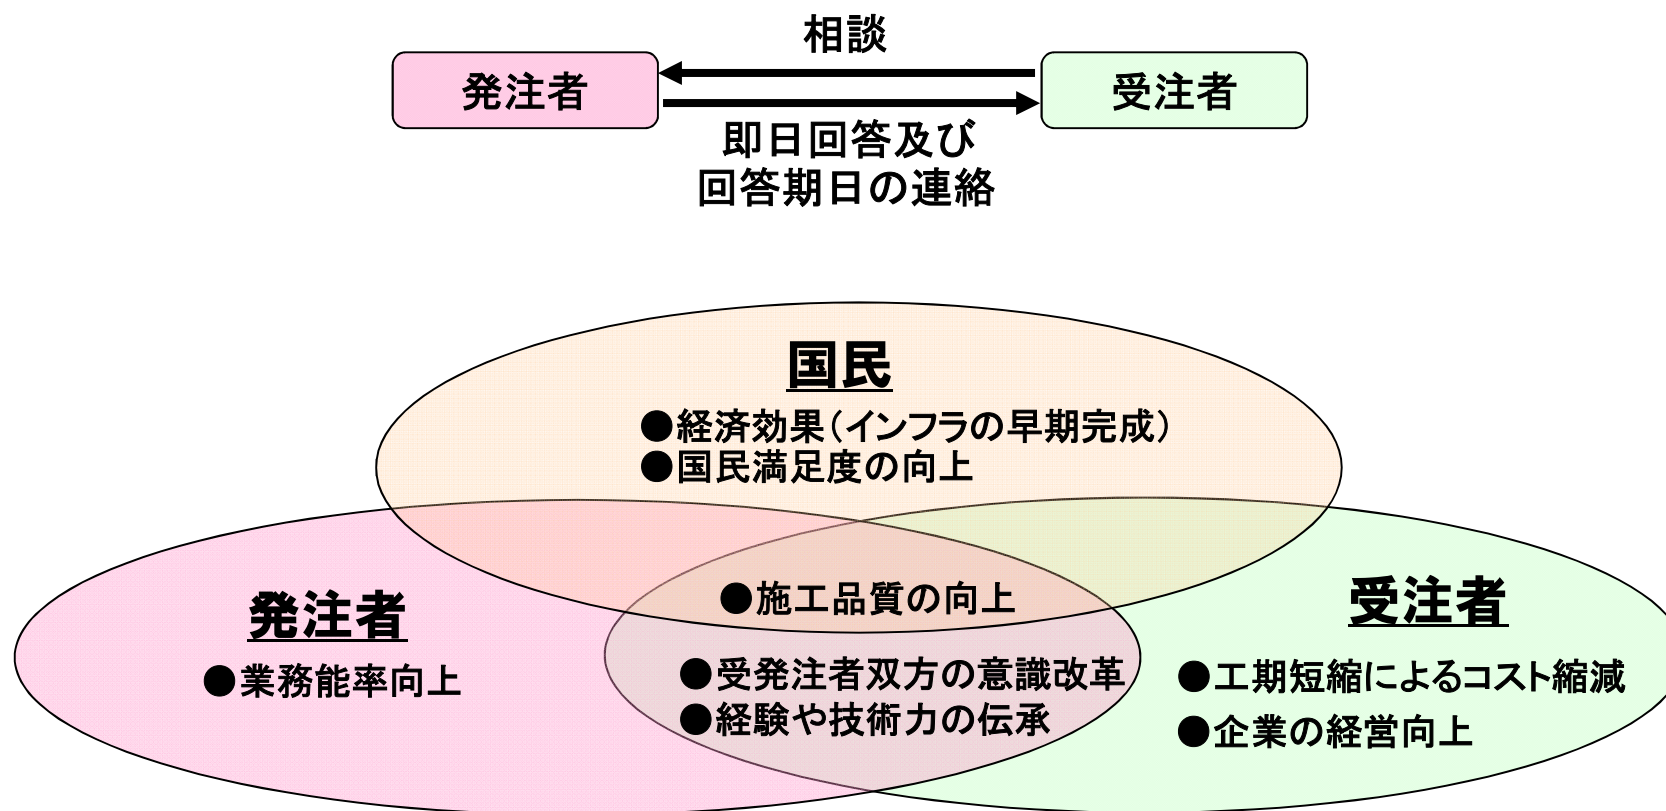 相談
発注者
受注者
即日回答及び
回答期日の連絡
国民
●経済効果（インフラの早期完成）
●国民満足度の向上
発注者
●業務能率向上
●施工品質の向上
●受発注者双方の意識改革
●経験や技術力の伝承
受注者
●工期短縮によるコスト縮減
●企業の経営向上